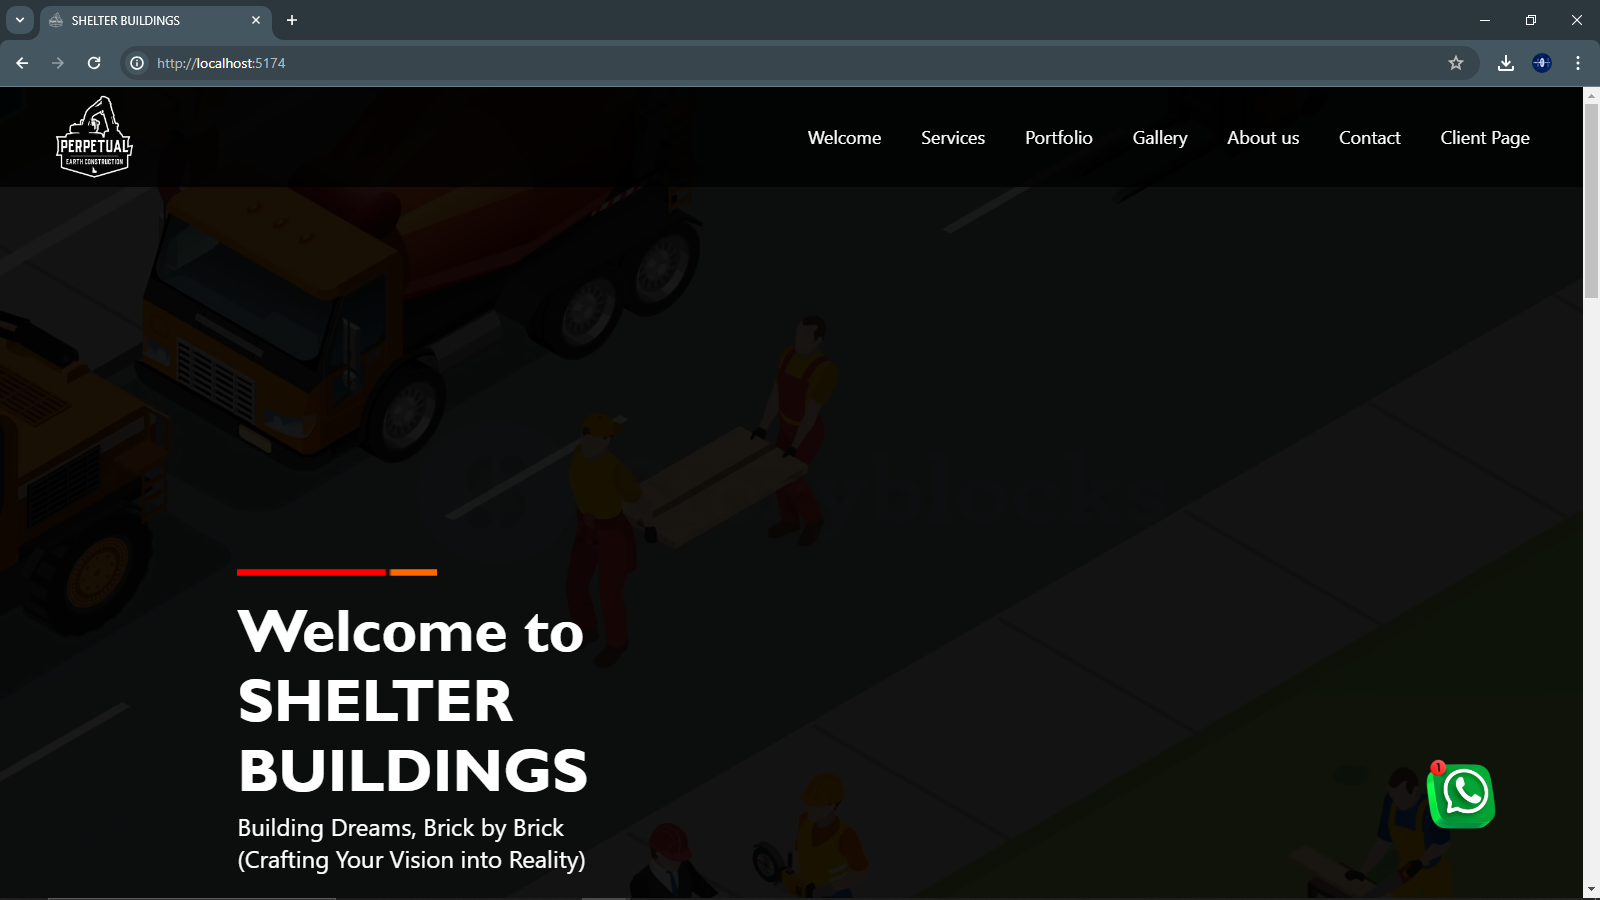 SHELTER BUILDINGS
http://localhost:5174
PERPETUAL
EARTH CONSTRUCTION
Welcome
Services
Portfolio
Gallery
About us
Contact
Client Page
Welcome to
SHELTER
BUILDINGS
Building Dreams, Brick by Brick
(Crafting Your Vision into Reality)
1